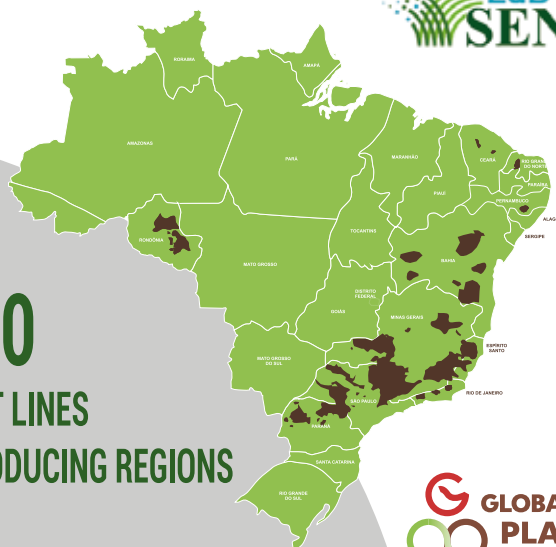 SEN
RORAIMA
AMAPÁ
AMAZONAS
PARÁ
MARANHÃO
CEARÁ
RIO GRANDE
DO NORTE
PARAÍBA
PIAUÍ
PERNAMBUCO
ALAG
SERGIPE
TOCANTINS
RONDÔNIA
BAHIA
MATO GROSSO
DISTRITO
FEDERAL
GOIÁS
MINAS GERAIS
ESPÍRITO
SANTO
MATO GROSSO
DO SUL
RIO DE JANEIRO
SÃO PAULO
PARANÁ
SANTA CATARINA
RIO GRANDE
DO SUL
0
T LINES
ODUCING REGIONS
GLOBA
PLA